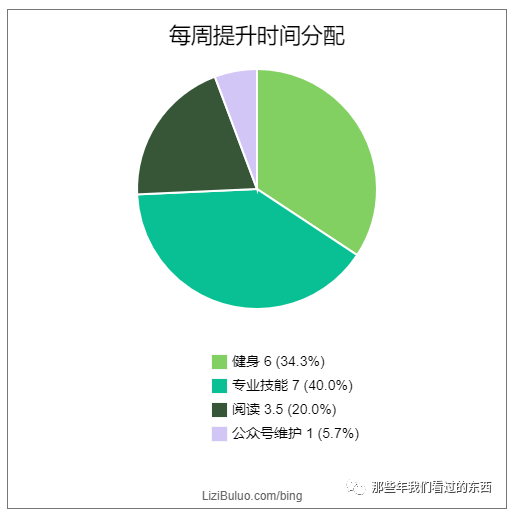 每周提升时间分配
健身 6 (34.3%)
专业技能 7 (40.0%)
阅读 3.5 (20.0%)
公众号维护 1 (5.7%)
那些年我们看过的东西
LiziBuluo.com/bing